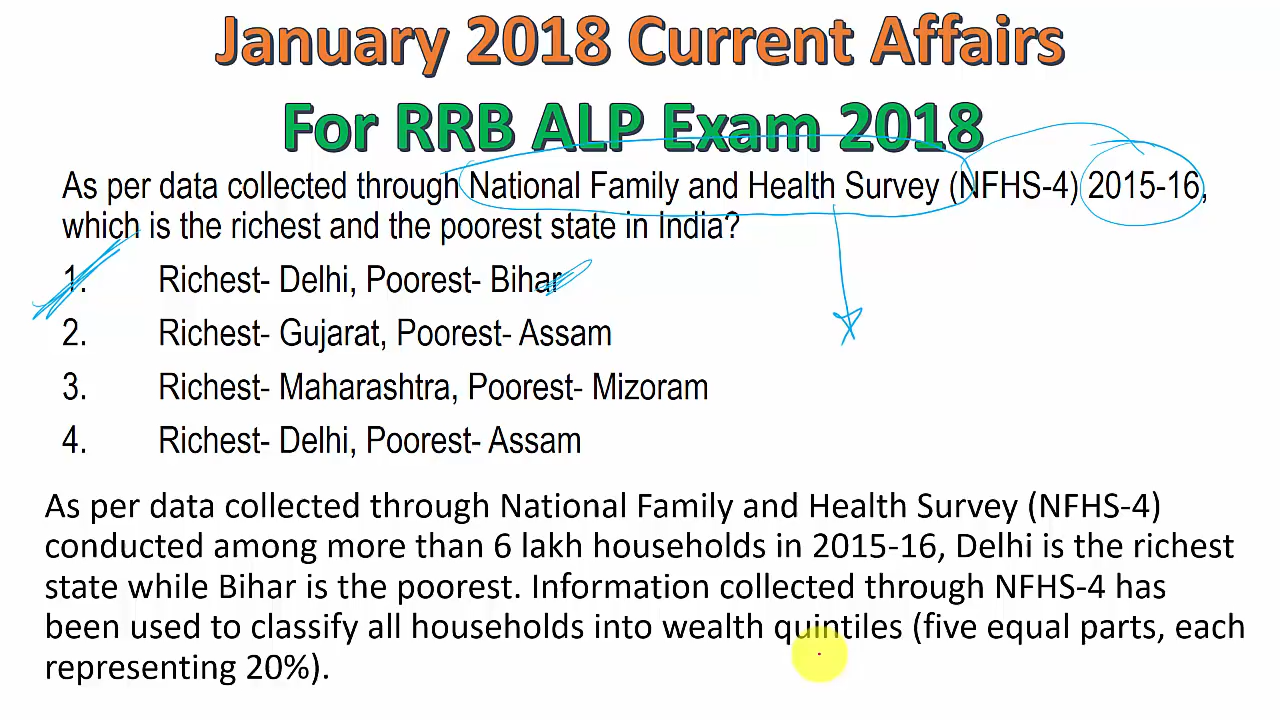 January 2018 Current Affairs
For RRB ALP Exam 2018
As per data collected through National Family and Health Survey (NFHS-4) 2015-16,
which is the richest and the poorest state in India?
1. Richest- Delhi, Poorest- Bihar
2. Richest- Gujarat, Poorest- Assam
3. Richest- Maharashtra, Poorest- Mizoram
4. Richest- Delhi, Poorest- Assam
As per data collected through National Family and Health Survey (NFHS-4)
conducted among more than 6 lakh households in 2015-16, Delhi is the richest
state while Bihar is the poorest. Information collected through NFHS-4 has
been used to classify all households into wealth quintiles (five equal parts, each
representing 20%).